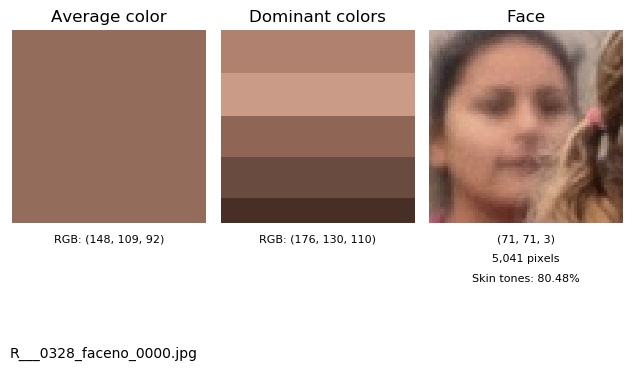 Average color
Dominant colors
Face
RGB: (148, 109, 92)
RGB: (176, 130, 110)
(71, 71, 3)
5,041 pixels
Skin tones: 80.48%
R___0328_faceno_0000.jpg